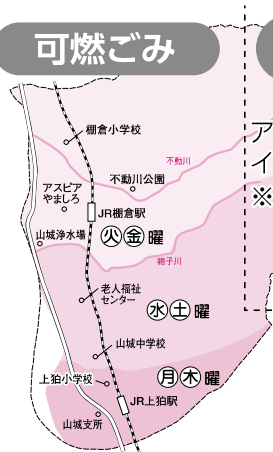 可燃ごみ
ア
イ
※
棚倉小学校
不動川
不動川公園
アスピア
やましろ
JR棚倉駅
山城浄水場
火金曜
鳴子川
老人福祉
センター
水土曜
山城中学校
月木曜
上狛小学校
JR上狛駅
山城支所